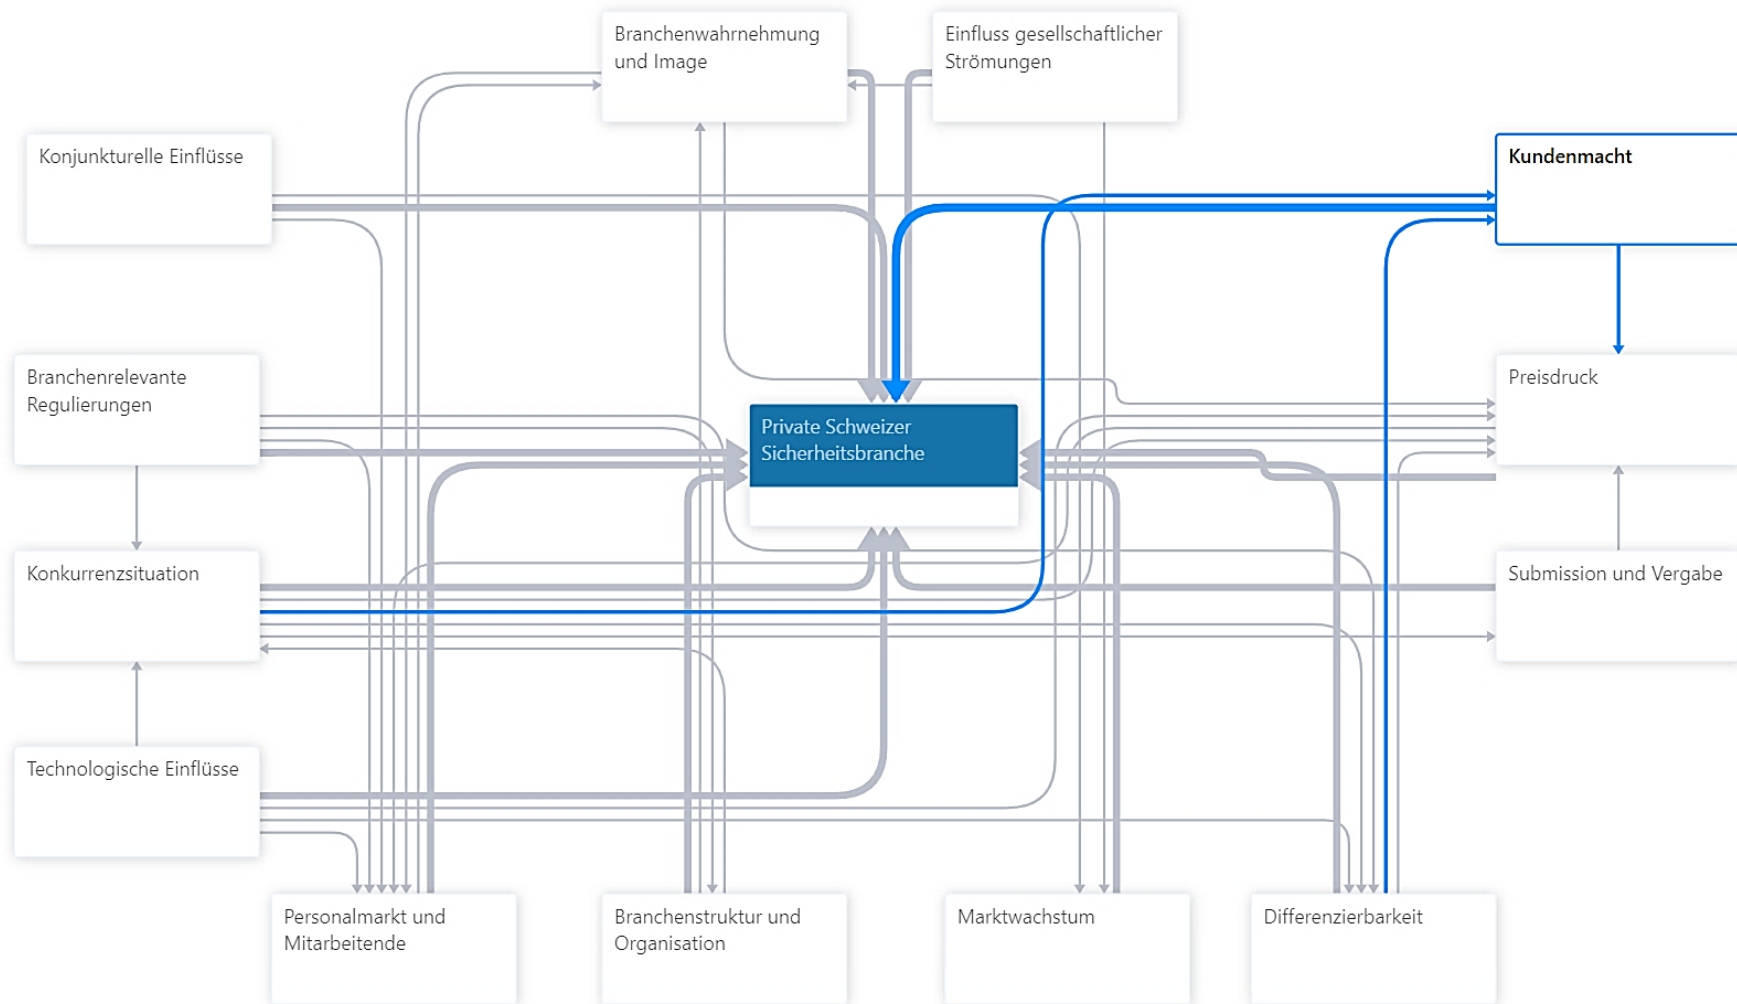 Branchenwahrnehmung
und Image
Einfluss gesellschaftlicher
Strömungen
Konjunkturelle Einflüsse
Kundenmacht
Branchenrelevante
Regulierungen
Preisdruck
Private Schweizer
Sicherheitsbranche
Konkurrenzsituation
Submission und Vergabe
Technologische Einflüsse
Personalmarkt und
Mitarbeitende
Branchenstruktur und
Organisation
Marktwachstum
Differenzierbarkeit